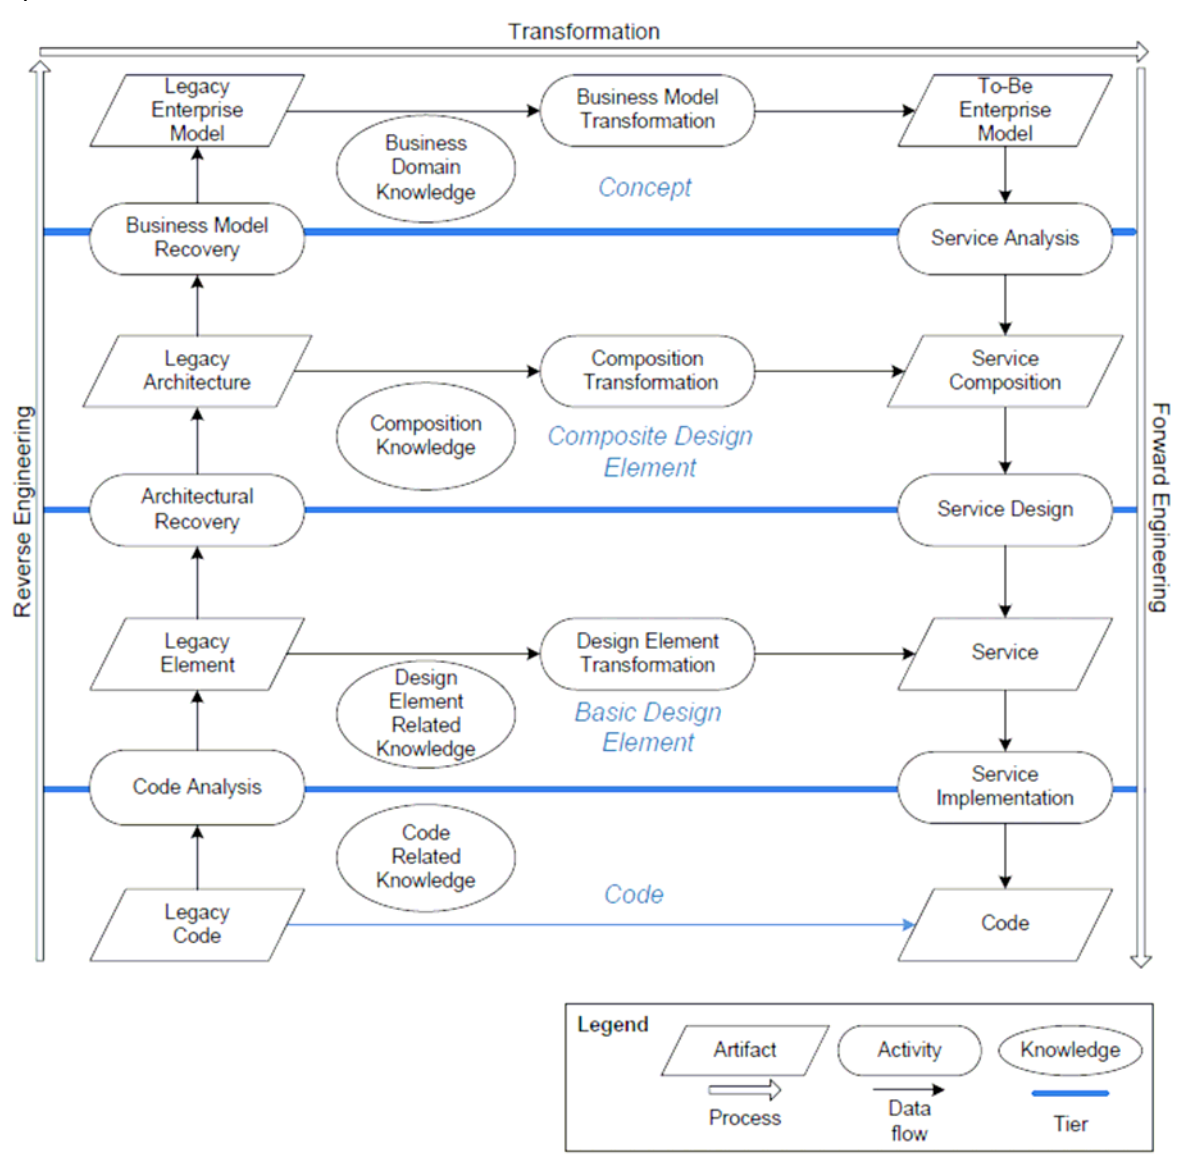 Transformation
Legacy
Enterprise
Model
Business Model
Transformation
To-Be
Enterprise
Model
Business
Domain
Knowledge
Concept
Business Model
Recovery
Service Analysis
Legacy
Architecture
Composition
Transformation
Service
Composition
Composition
Knowledge
Composite Design
Element
Reverse Engineering
Forward Engineering
Architectural
Recovery
Service Design
Legacy
Element
Design Element
Transformation
Service
Design
Element
Related
Knowledge
Basic Design
Element
Code Analysis
Service
Implementation
Code
Related
Knowledge
Code
Legacy
Code
Code
Legend
Artifact
Activity
Knowledge
Process
Data
flow
Tier